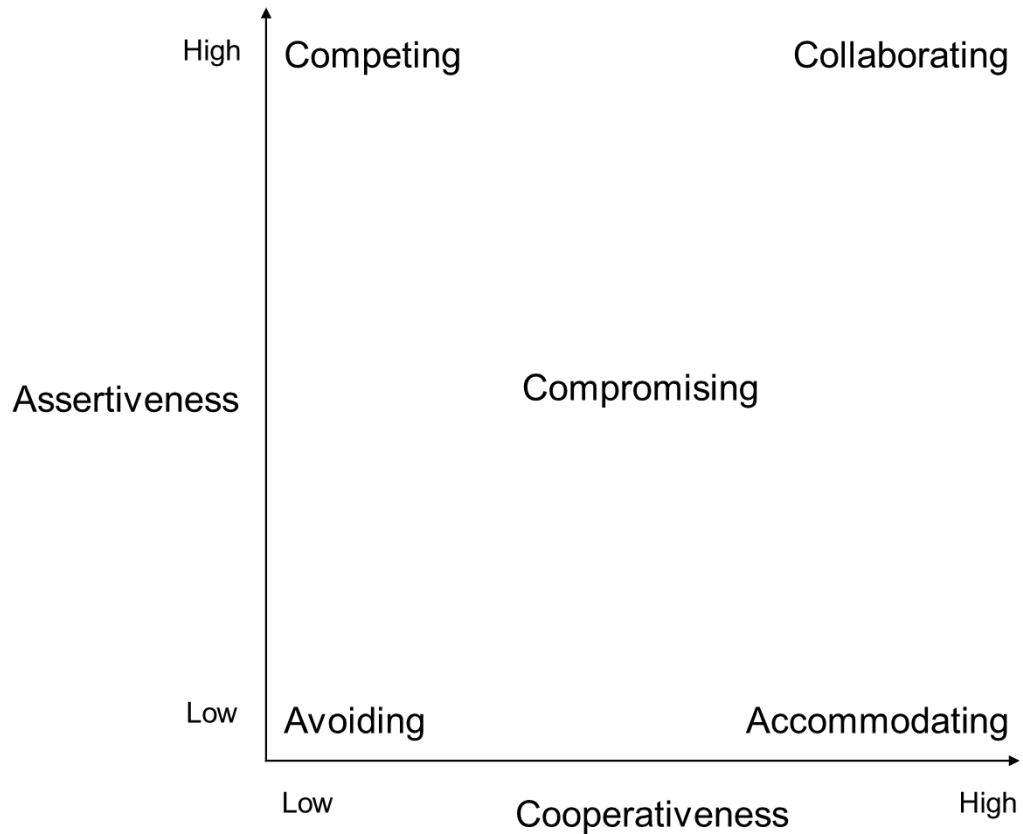 High
Competing
Collaborating
Assertiveness
Compromising
Low
Avoiding
Accommodating
Low
Cooperativeness
High